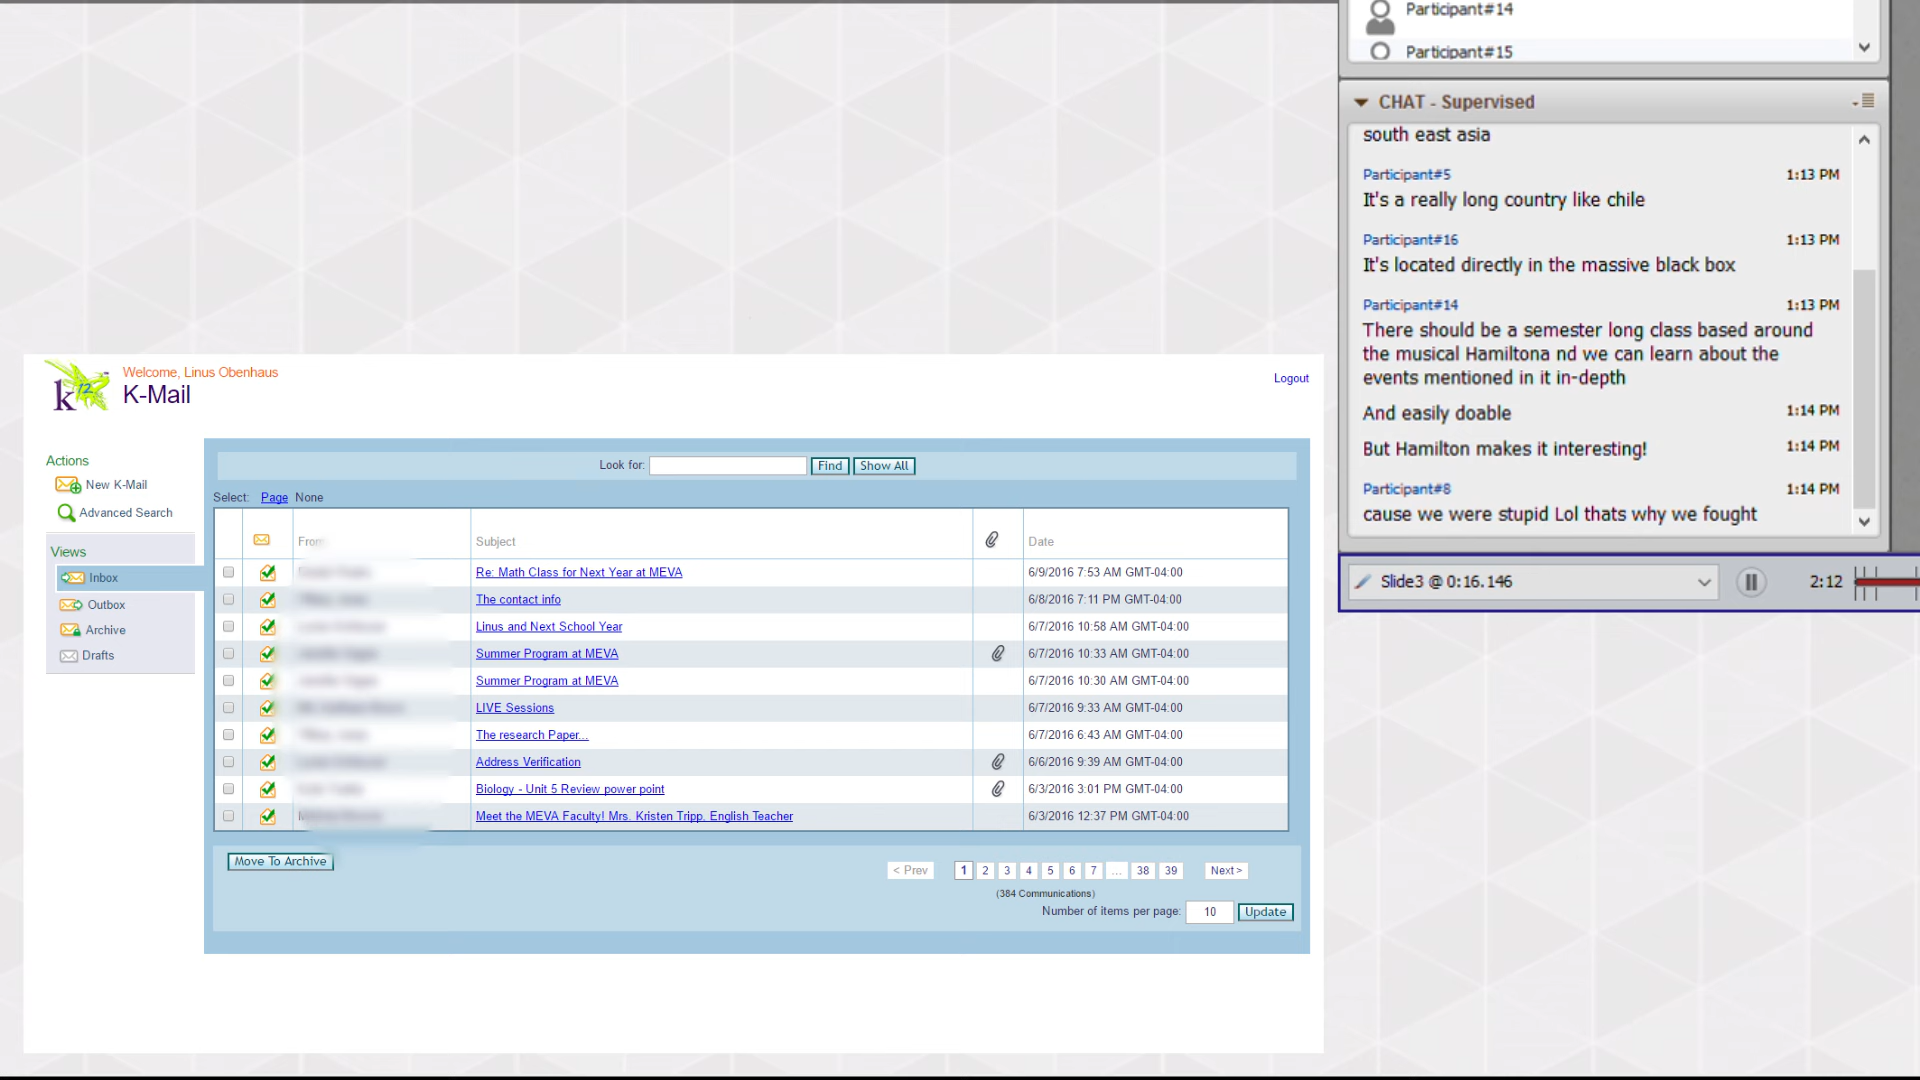 Participant#14
Participant#15
CHAT - Supervised
south east asia
Participant#5 1:13 PM
It's a really long country like chile
Participant#16 1:13 PM
It's located directly in the massive black box
Participant#14 1:13 PM
There should be a semester long class based around
the musical Hamiltona nd we can learn about the
events mentioned in it in-depth
And easily doable 1:14 PM
But Hamilton makes it interesting! 1:14 PM
Participant#8 1:14 PM
cause we were stupid Lol thats why we fought
Slide3 @ 0:16.146 2:12
k12
Welcome, Linus Obenhaus
K-Mail
Logout
Actions
New K-Mail
Advanced Search
Views
Inbox
Outbox
Archive
Drafts
Look for: Find Show All
Select: Page None
From Subject Date
Re: Math Class for Next Year at MEVA 6/9/2016 7:53 AM GMT-04:00
The contact info 6/8/2016 7:11 PM GMT-04:00
Linus and Next School Year 6/7/2016 10:58 AM GMT-04:00
Summer Program at MEVA 6/7/2016 10:33 AM GMT-04:00
Summer Program at MEVA 6/7/2016 10:30 AM GMT-04:00
LIVE Sessions 6/7/2016 9:33 AM GMT-04:00
The research Paper... 6/7/2016 6:43 AM GMT-04:00
Address Verification 6/6/2016 9:39 AM GMT-04:00
Biology - Unit 5 Review power point 6/3/2016 3:01 PM GMT-04:00
Meet the MEVA Faculty! Mrs. Kristen Tripp, English Teacher 6/3/2016 12:37 PM GMT-04:00
Move To Archive
< Prev 1 2 3 4 5 6 7 ... 38 39 Next >
(384 Communications)
Number of items per page: 10 Update